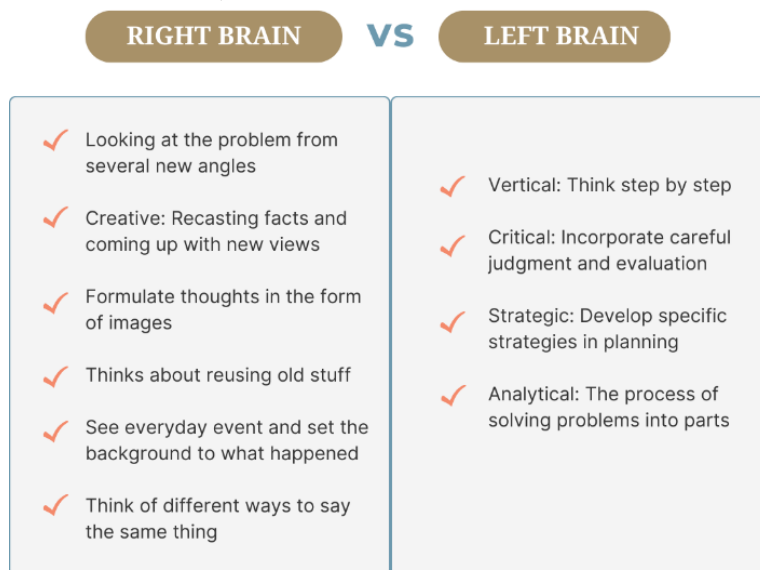 RIGHT BRAIN
VS
LEFT BRAIN
Looking at the problem from
several new angles
Creative: Recasting facts and
coming up with new views
Formulate thoughts in the form
of images
Thinks about reusing old stuff
See everyday event and set the
background to what happened
Think of different ways to say
the same thing
Vertical: Think step by step
Critical: Incorporate careful
judgment and evaluation
Strategic: Develop specific
strategies in planning
Analytical: The process of
solving problems into parts